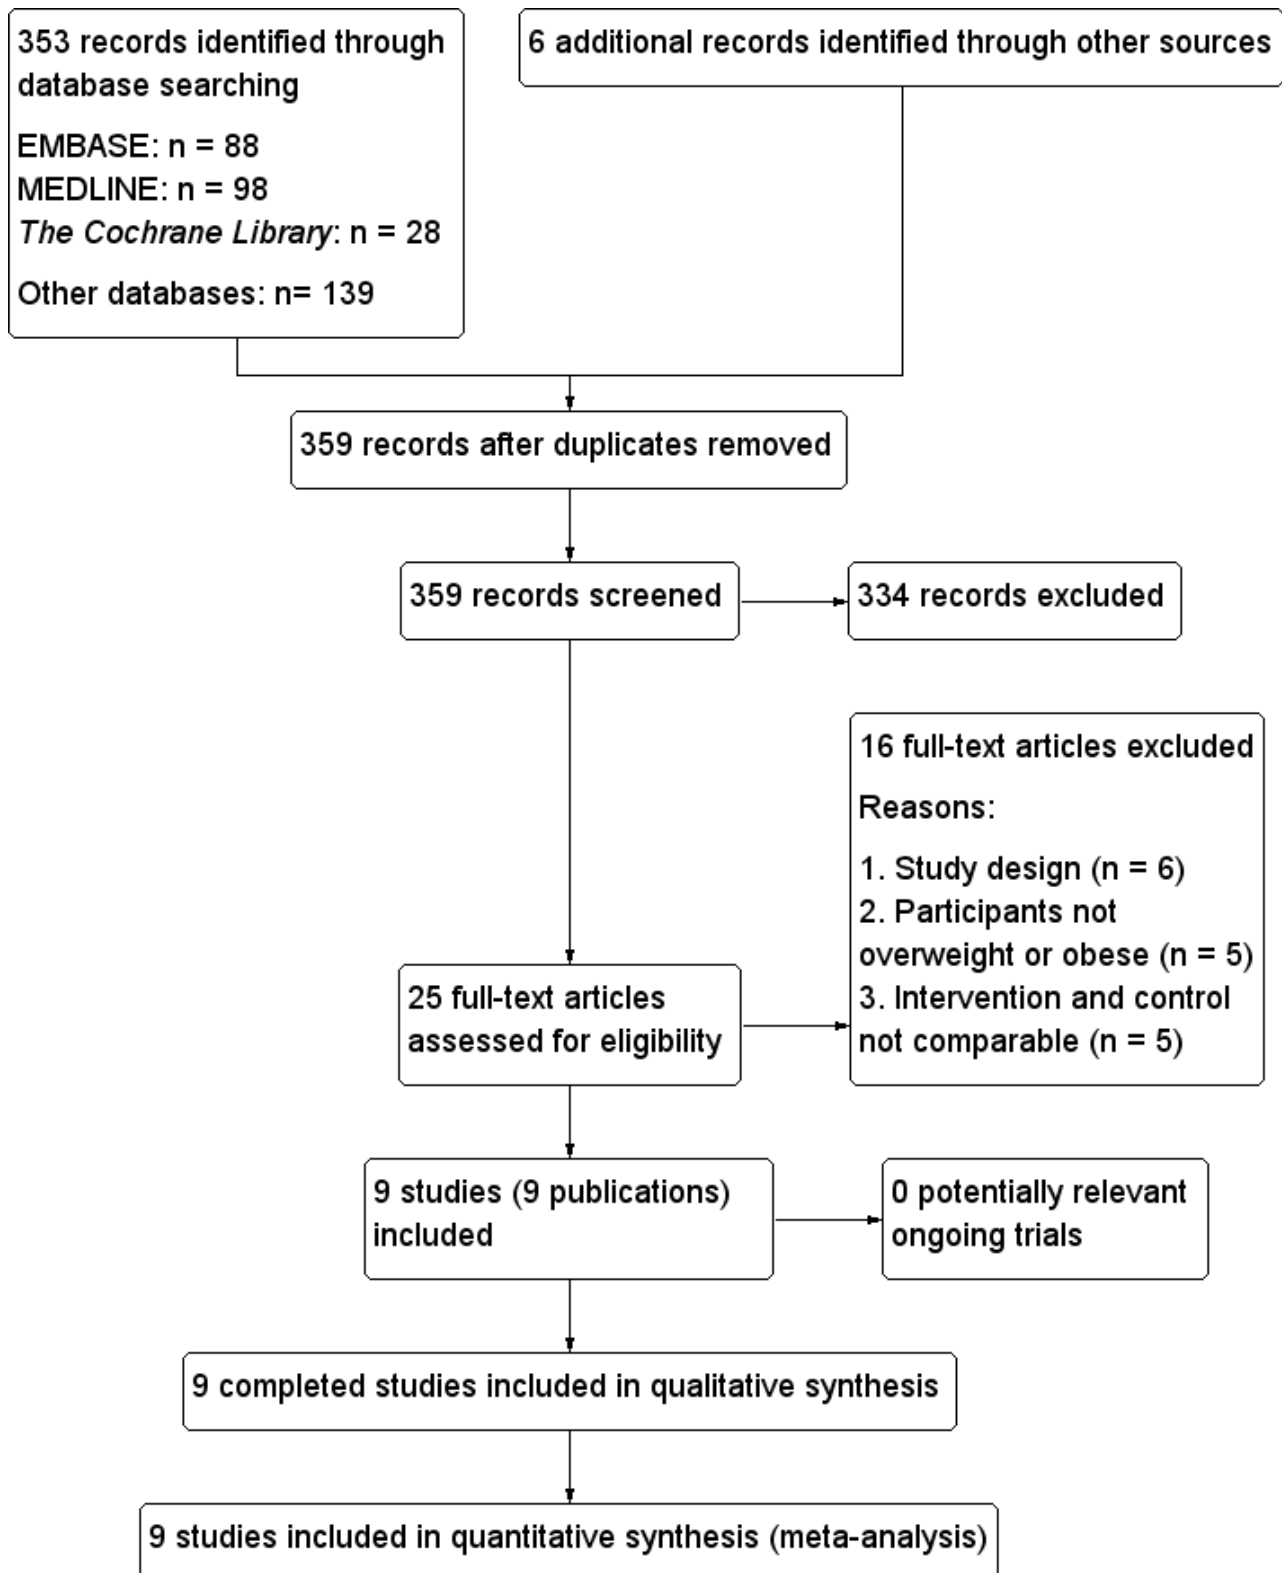 353 records identified through
database searching
EMBASE: n = 88
MEDLINE: n = 98
The Cochrane Library: n = 28
Other databases: n= 139
6 additional records identified through other sources
359 records after duplicates removed
359 records screened
334 records excluded
16 full-text articles excluded
Reasons:
1. Study design (n = 6)
2. Participants not
overweight or obese (n = 5)
3. Intervention and control
not comparable (n = 5)
25 full-text articles
assessed for eligibility
9 studies (9 publications)
included
0 potentially relevant
ongoing trials
9 completed studies included in qualitative synthesis
9 studies included in quantitative synthesis (meta-analysis)